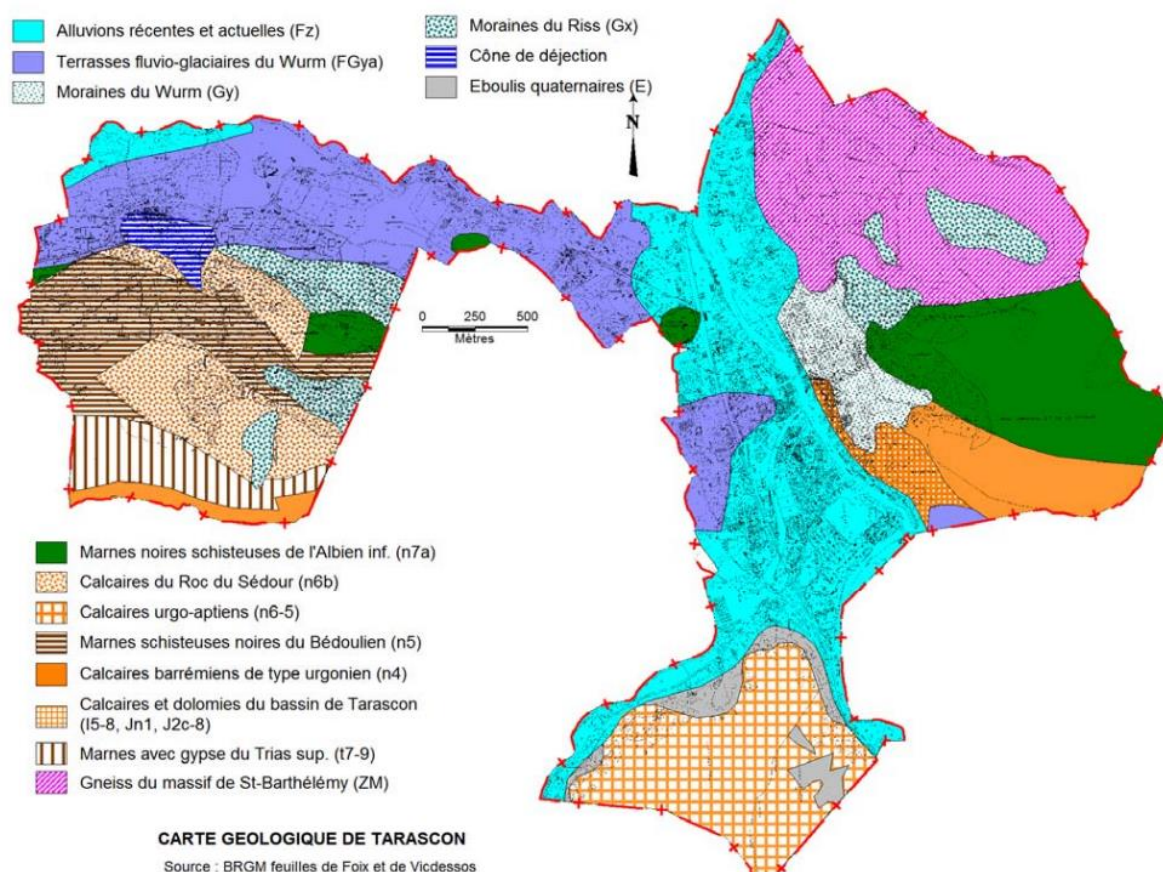 Alluvions récentes et actuelles (Fz)
Terrasses fluvio-glaciaires du Wurm (FGya)
Moraines du Wurm (Gy)
Moraines du Riss (Gx)
Cône de déjection
Eboulis quaternaires (E)
N
0 250 500
Mètres
Marnes noires schisteuses de l'Albien inf. (n7a)
Calcaires du Roc du Sédour (n6b)
Calcaires urgo-aptiens (n6-5)
Marnes schisteuses noires du Bédoulien (n5)
Calcaires barrémiens de type urgonien (n4)
Calcaires et dolomies du bassin de Tarascon
(l5-8, Jn1, J2c-8)
Marnes avec gypse du Trias sup. (t7-9)
Gneiss du massif de St-Barthélémy (ZM)
CARTE GEOLOGIQUE DE TARASCON
Source : BRGM feuilles de Foix et de Vicdessos